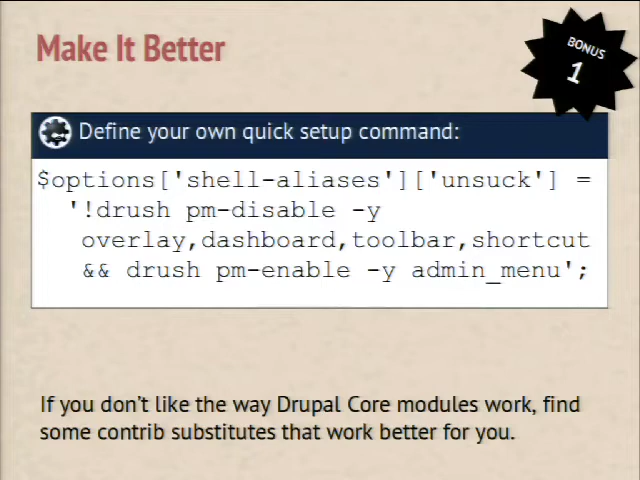 Make It Better
BONUS
1
Define your own quick setup command:
$options['shell-aliases']['unsuck'] =
'!drush pm-disable -y
overlay,dashboard,toolbar,shortcut
&& drush pm-enable -y admin_menu';
If you don't like the way Drupal Core modules work, find
some contrib substitutes that work better for you.